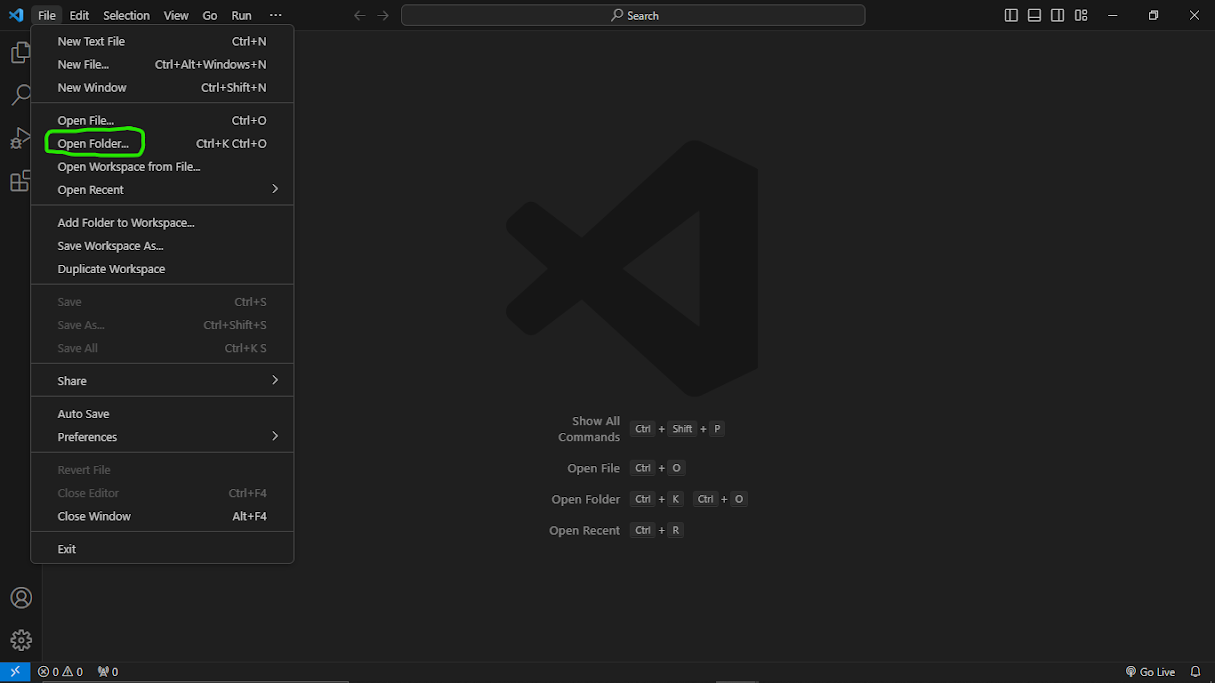 File Edit Selection View Go Run ···
Search
New Text File Ctrl+N
New File... Ctrl+Alt+Windows+N
New Window Ctrl+Shift+N
Open File... Ctrl+O
Open Folder... Ctrl+K Ctrl+O
Open Workspace from File...
Open Recent
Add Folder to Workspace...
Save Workspace As...
Duplicate Workspace
Save Ctrl+S
Save As... Ctrl+Shift+S
Save All Ctrl+K S
Share
Auto Save
Preferences
Revert File
Close Editor Ctrl+F4
Close Window Alt+F4
Exit
Show All
Commands Ctrl + Shift + P
Open File Ctrl + O
Open Folder Ctrl + K Ctrl + O
Open Recent Ctrl + R
0 0 0 Go Live